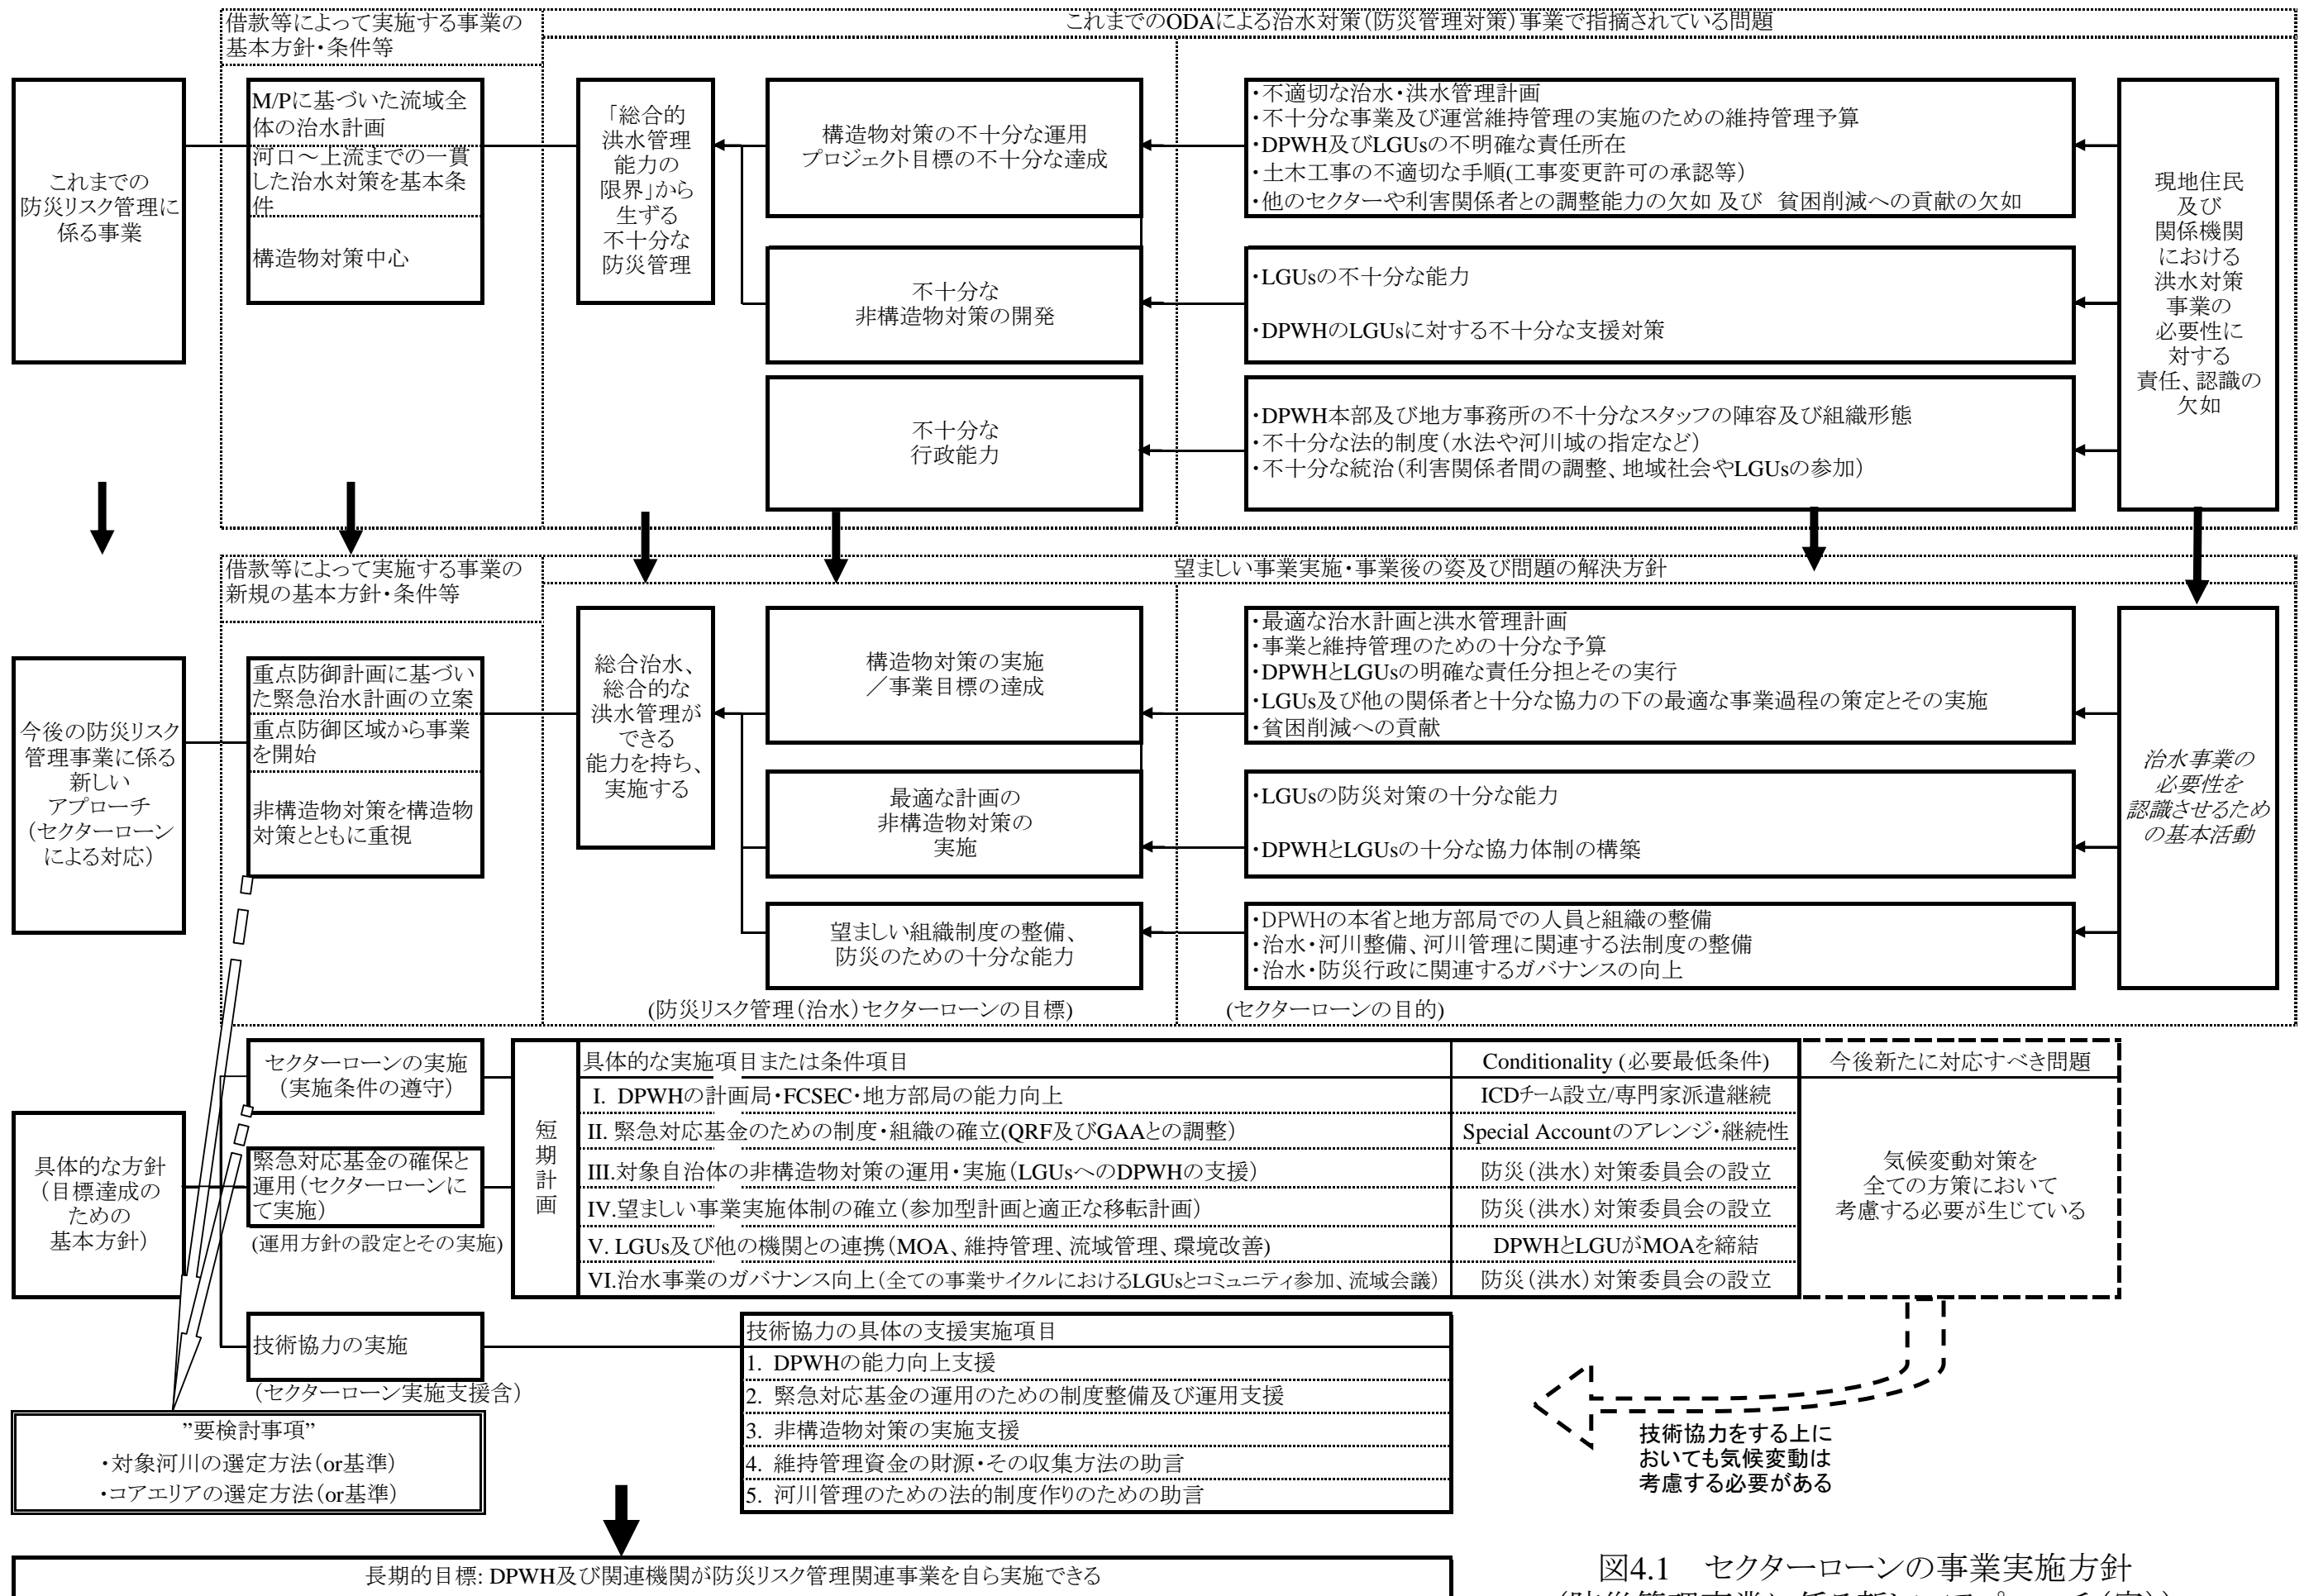 借款等によって実施する事業の
基本方針・条件等
これまでのODAによる治水対策(防災管理対策)事業で指摘されている問題
これまでの
防災リスク管理に
係る事業
M/Pに基づいた流域全
体の治水計画
河口～上流までの一貫
した治水対策を基本条
件
構造物対策中心
「総合的
洪水管理
能力の
限界」から
生ずる
不十分な
防災管理
構造物対策の不十分な運用
プロジェクト目標の不十分な達成
不十分な
非構造物対策の開発
不十分な
行政能力
・不適切な治水・洪水管理計画
・不十分な事業及び運営維持管理の実施のための維持管理予算
・DPWH及びLGUsの不明確な責任所在
・土木工事の不適切な手順(工事変更許可の承認等)
・他のセクターや利害関係者との調整能力の欠如 及び 貧困削減への貢献の欠如
・LGUsの不十分な能力
・DPWHのLGUsに対する不十分な支援対策
・DPWH本部及び地方事務所の不十分なスタッフの陣容及び組織形態
・不十分な法的制度(水法や河川域の指定など)
・不十分な統治(利害関係者間の調整、地域社会やLGUsの参加)
現地住民
及び
関係機関
における
洪水対策
事業の
必要性に
対する
責任、認識の
欠如
借款等によって実施する事業の
新規の基本方針・条件等
望ましい事業実施・事業後の姿及び問題の解決方針
今後の防災リスク
管理事業に係る
新しい
アプローチ
(セクターローン
による対応)
重点防御計画に基づい
た緊急治水計画の立案
重点防御区域から事業
を開始
非構造物対策を構造物
対策とともに重視
総合治水、
総合的な
洪水管理が
できる
能力を持ち、
実施する
構造物対策の実施
／事業目標の達成
最適な計画の
非構造物対策の
実施
望ましい組織制度の整備、
防災のための十分な能力
・最適な治水計画と洪水管理計画
・事業と維持管理のための十分な予算
・DPWHとLGUsの明確な責任分担とその実行
・LGUs及び他の関係者と十分な協力の下の最適な事業過程の策定とその実施
・貧困削減への貢献
・LGUsの防災対策の十分な能力
・DPWHとLGUsの十分な協力体制の構築
・DPWHの本省と地方部局での人員と組織の整備
・治水・河川整備、河川管理に関連する法制度の整備
・治水・防災行政に関連するガバナンスの向上
治水事業の
必要性を
認識させるため
の基本活動
(防災リスク管理(治水)セクターローンの目標)
(セクターローンの目的)
具体的な方針
(目標達成の
ための
基本方針)
セクターローンの実施
(実施条件の遵守)
緊急対応基金の確保と
運用(セクターローンに
て実施)
(運用方針の設定とその実施)
技術協力の実施
(セクターローン実施支援含)
短
期
計
画
具体的な実施項目または条件項目
Conditionality (必要最低条件)
今後新たに対応すべき問題
I. DPWHの計画局・FCSEC・地方部局の能力向上
ICDチーム設立/専門家派遣継続
II. 緊急対応基金のための制度・組織の確立(QRF及びGAAとの調整)
Special Accountのアレンジ・継続性
III.対象自治体の非構造物対策の運用・実施(LGUsへのDPWHの支援)
防災(洪水)対策委員会の設立
IV.望ましい事業実施体制の確立(参加型計画と適正な移転計画)
防災(洪水)対策委員会の設立
V. LGUs及び他の機関との連携(MOA、維持管理、流域管理、環境改善)
DPWHとLGUがMOAを締結
VI.治水事業のガバナンス向上(全ての事業サイクルにおけるLGUsとコミュニティ参加、流域会議)
防災(洪水)対策委員会の設立
気候変動対策を
全ての方策において
考慮する必要が生じている
技術協力の具体の支援実施項目
1. DPWHの能力向上支援
2. 緊急対応基金の運用のための制度整備及び運用支援
3. 非構造物対策の実施支援
4. 維持管理資金の財源・その収集方法の助言
5. 河川管理のための法的制度作りのための助言
技術協力をする上に
おいても気候変動は
考慮する必要がある
”要検討事項”
・対象河川の選定方法(or基準)
・コアエリアの選定方法(or基準)
長期的目標: DPWH及び関連機関が防災リスク管理関連事業を自ら実施できる
図4.1 セクターローンの事業実施方針
(防災管理事業に係る新しいアプローチ(案))